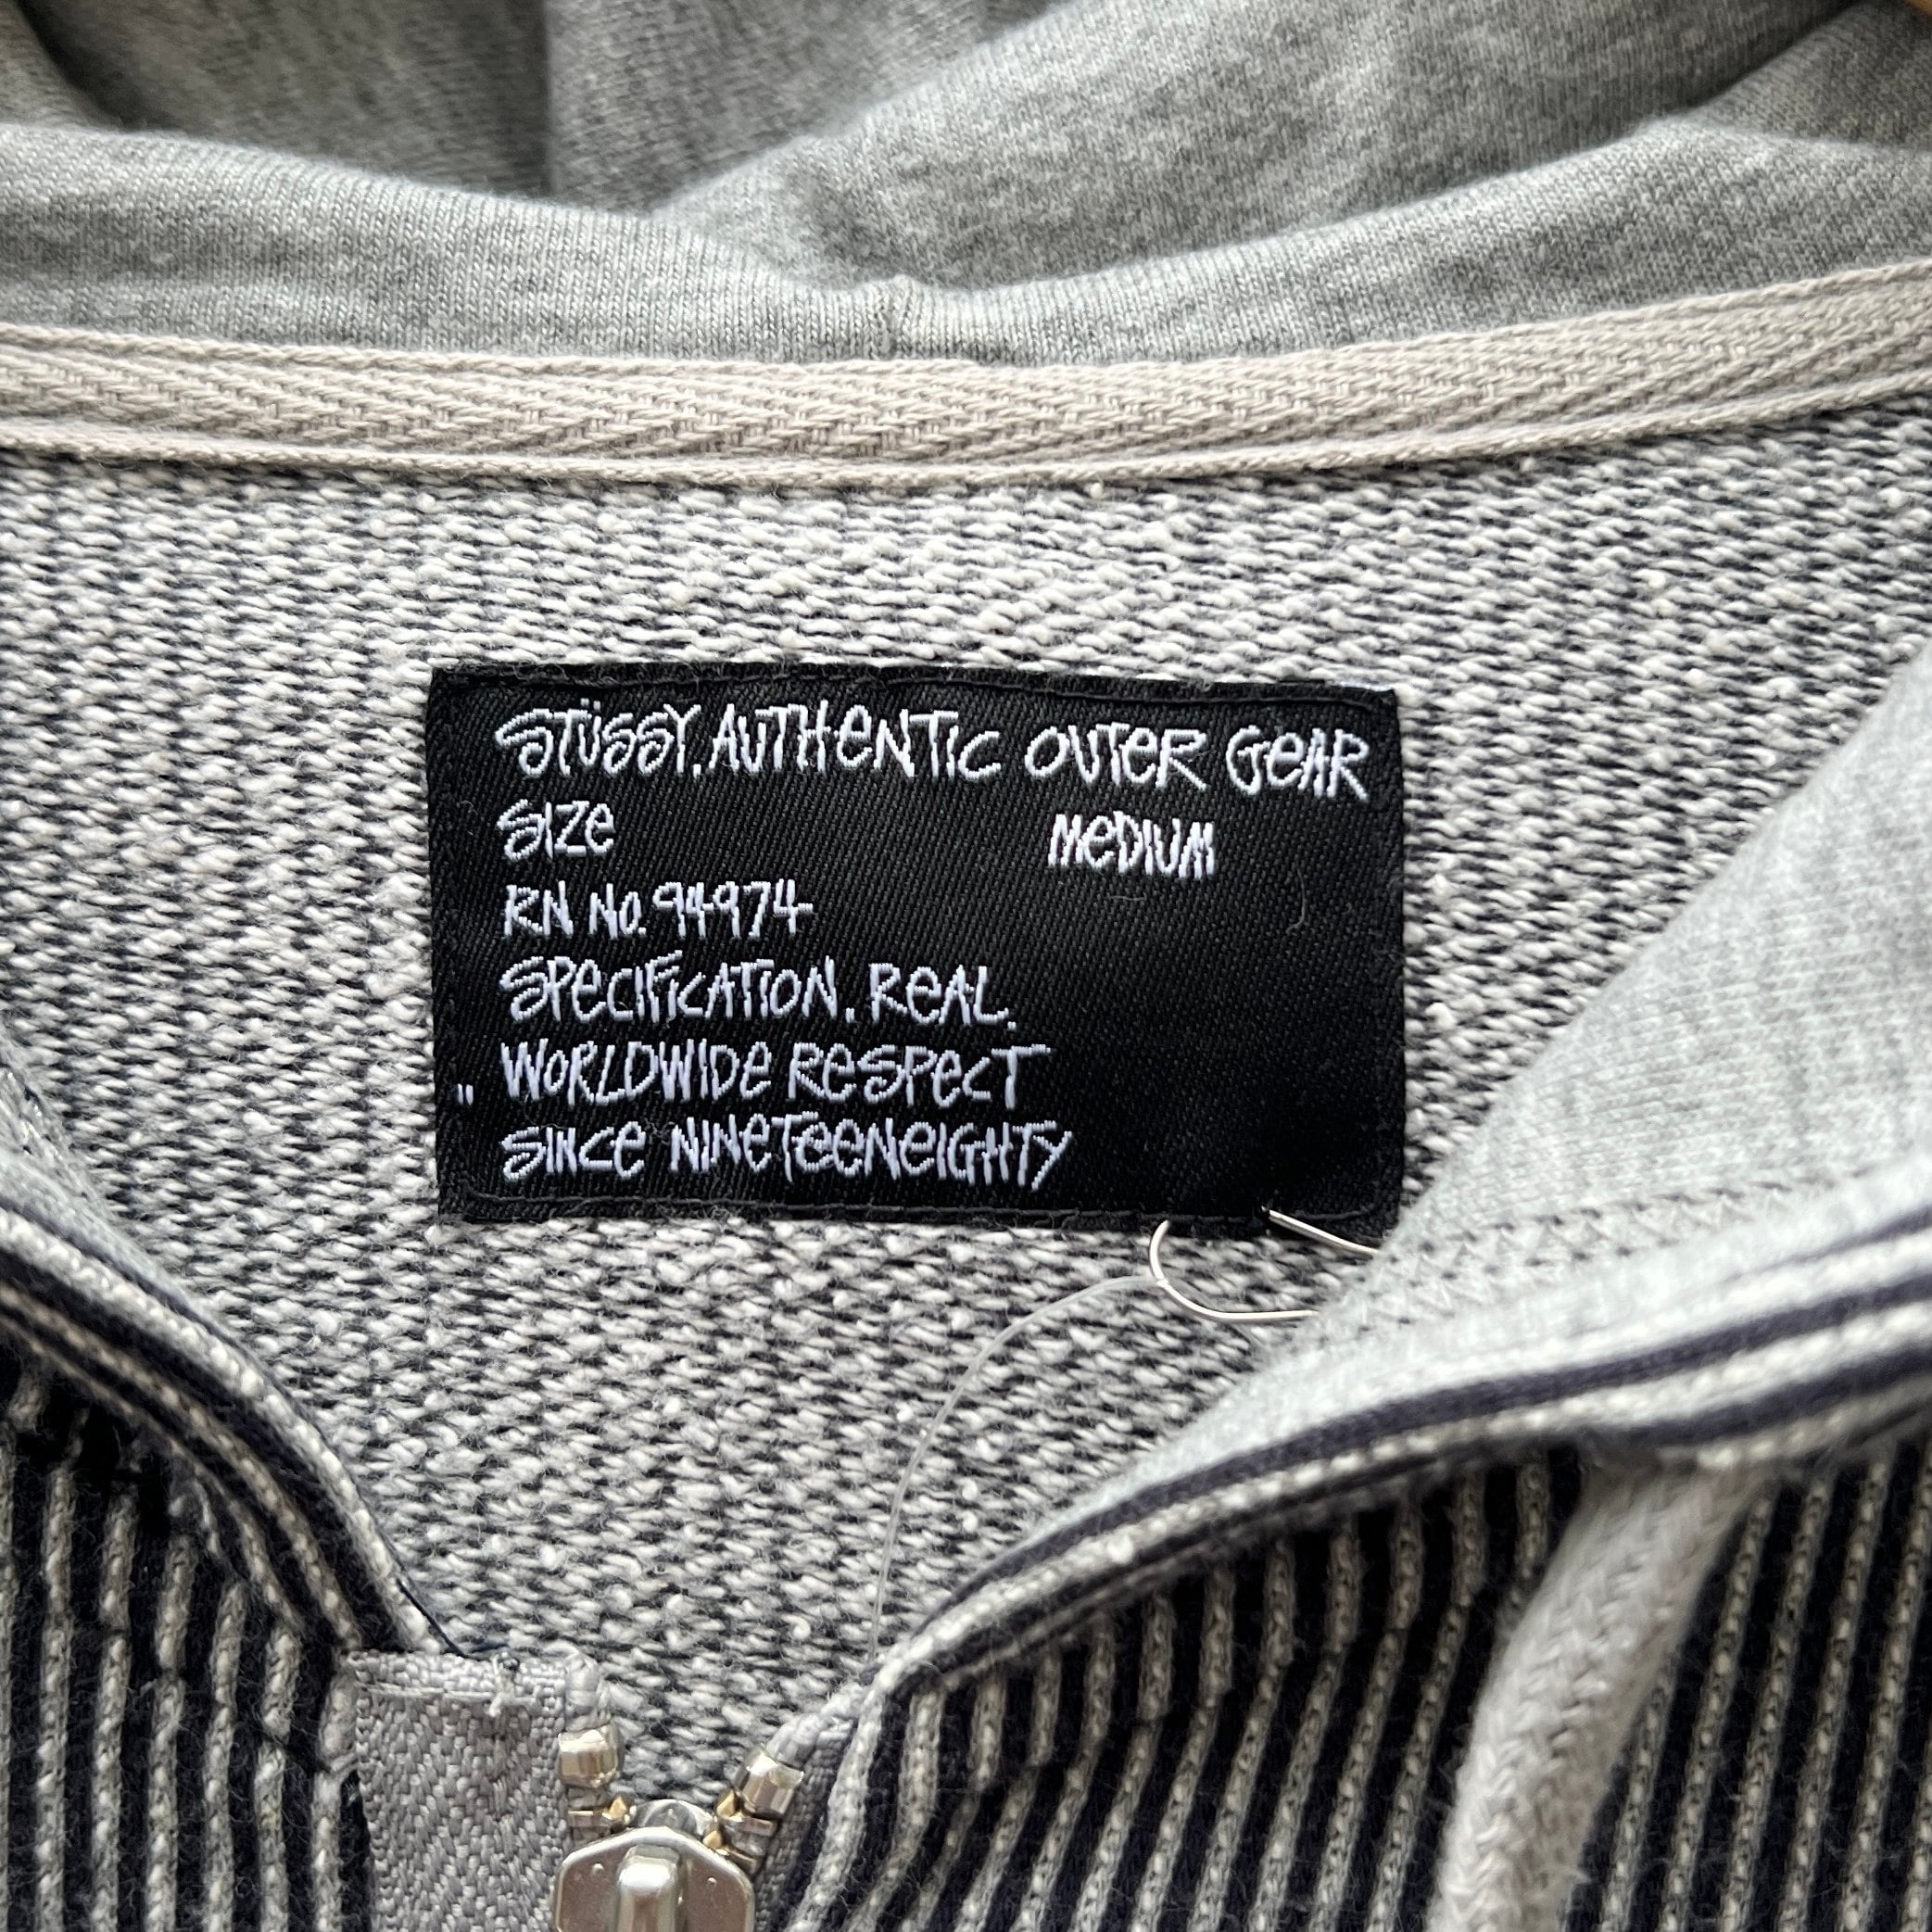 STÜSSY. AUTHENTIC OUTER GEAR
SIZE MEDIUM
RN No. 94974
SPECIFICATION. REAL.
" WORLDWIDE RESPECT
SINCE NINETEENEIGHTY